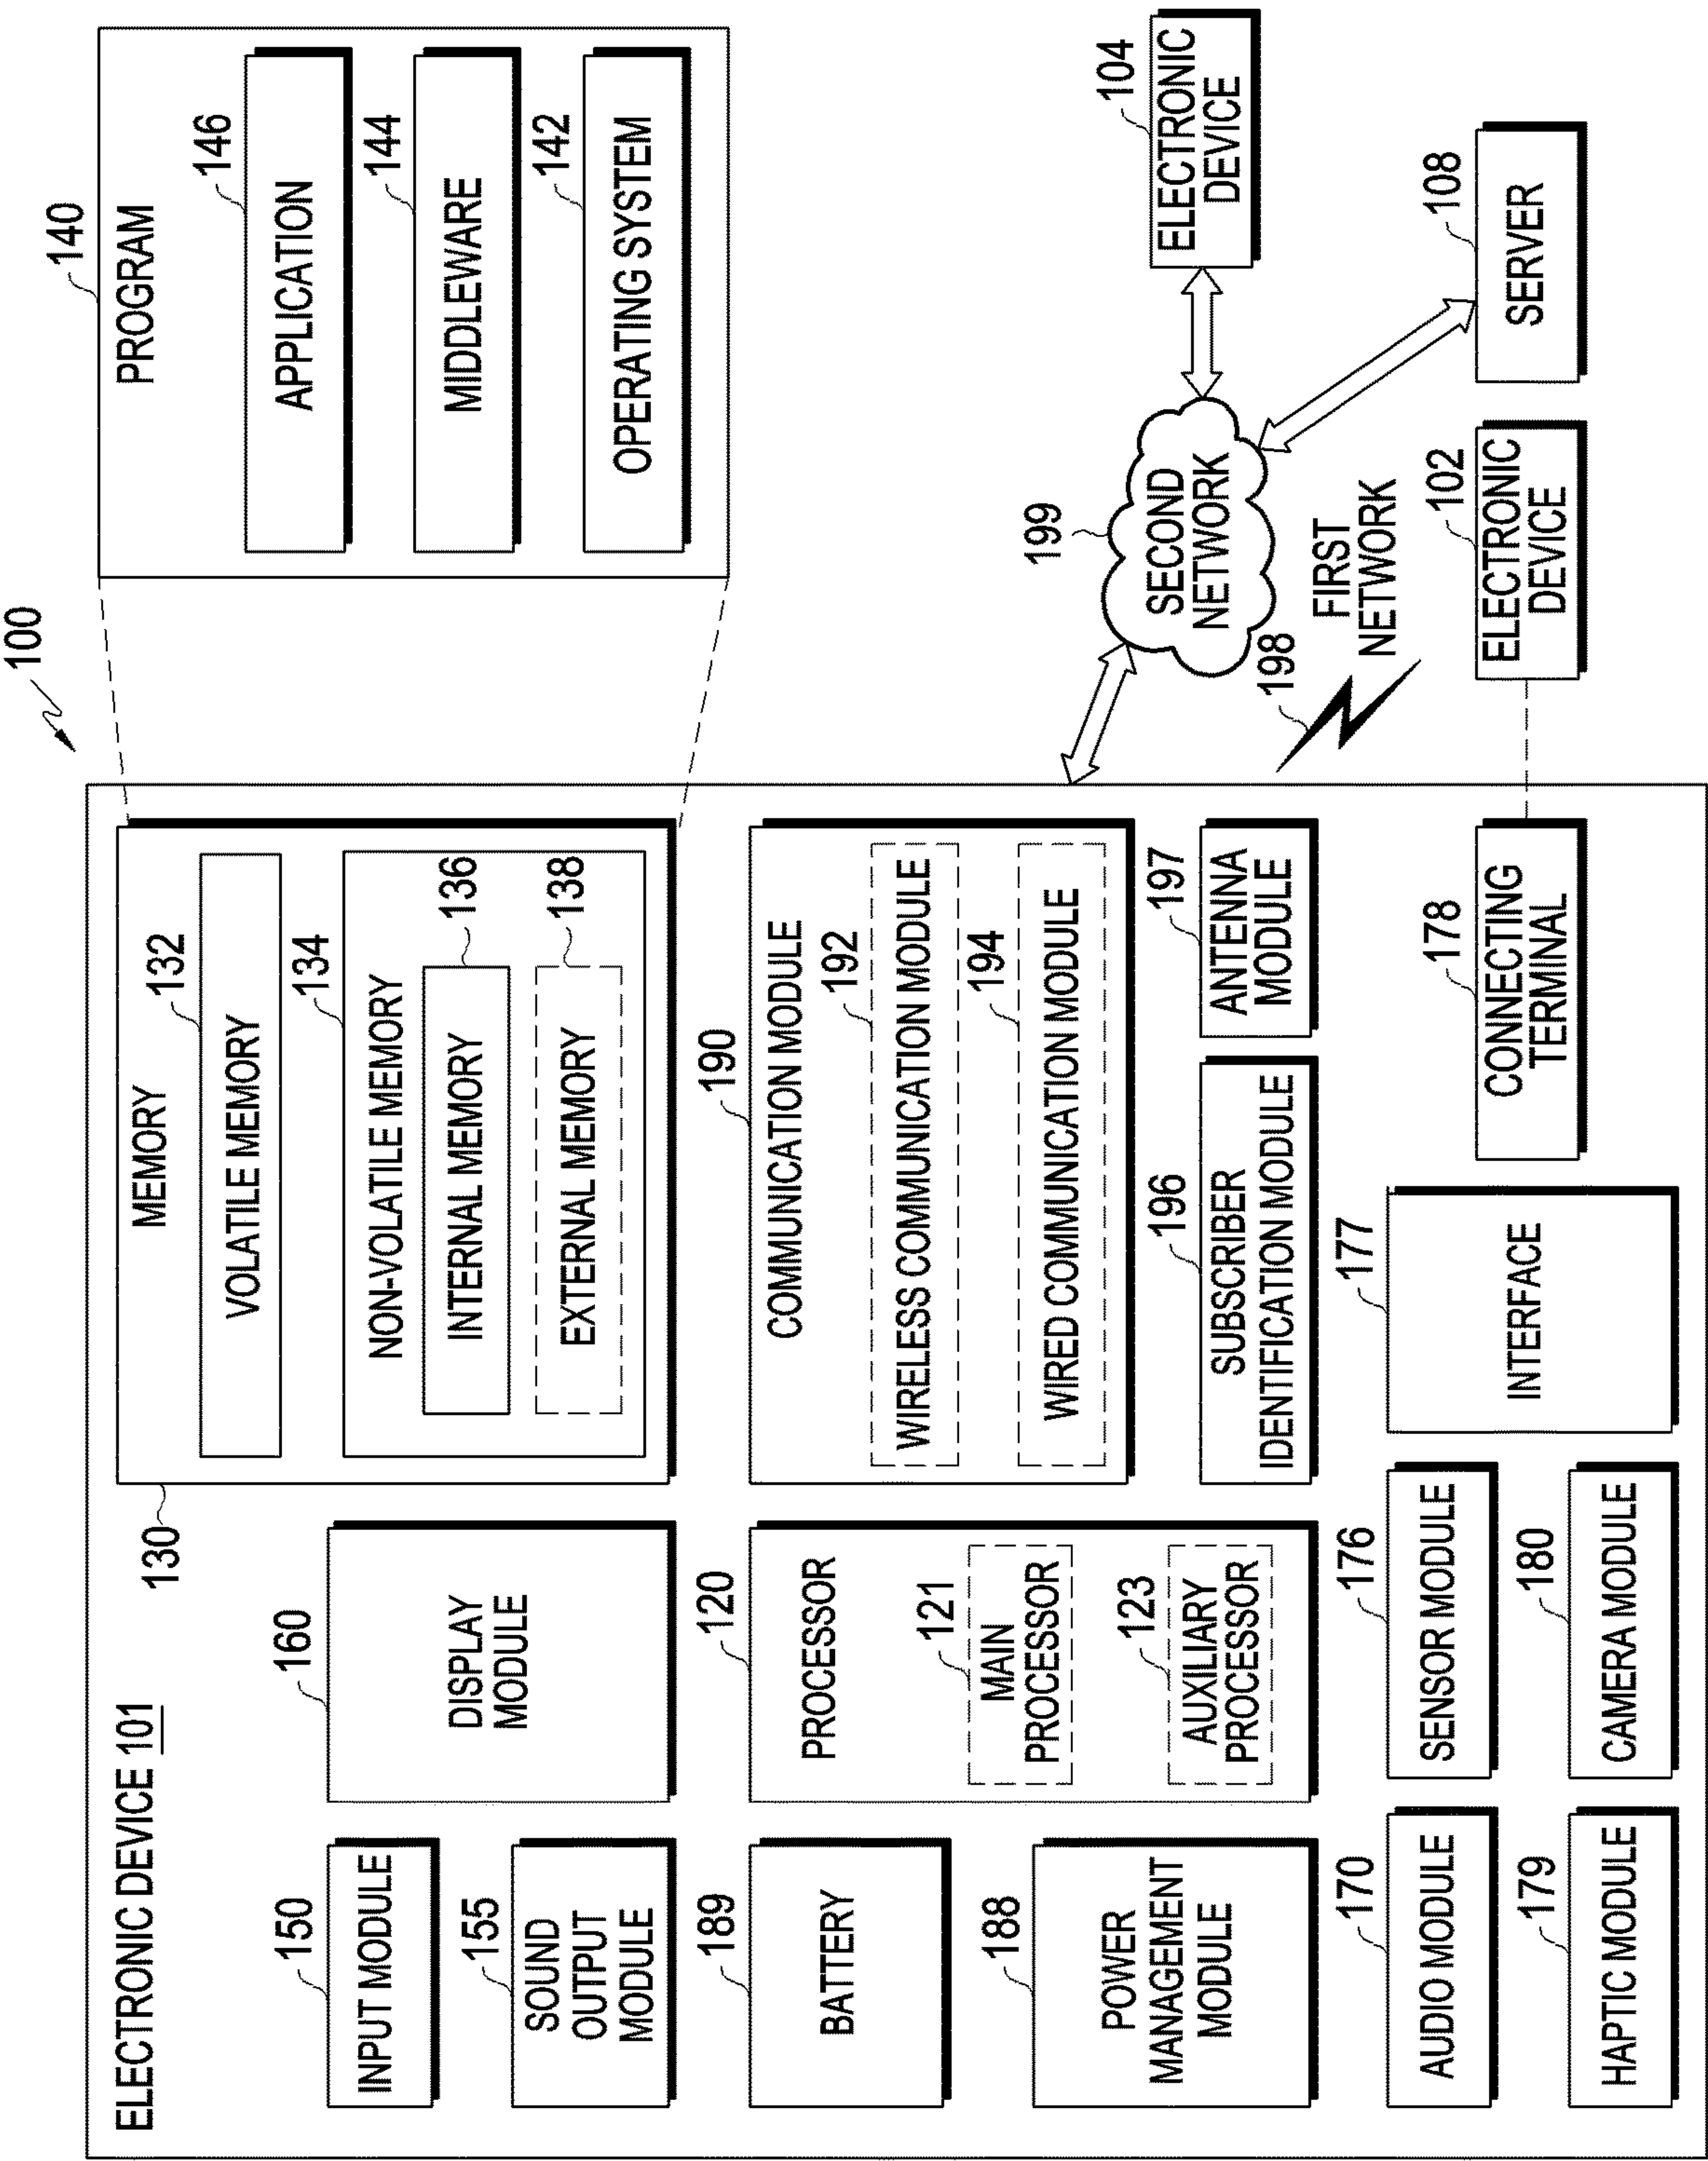 100
140
PROGRAM
146
APPLICATION
144
MIDDLEWARE
142
OPERATING SYSTEM
ELECTRONIC DEVICE 101
130
MEMORY
132
VOLATILE MEMORY
134
NON-VOLATILE MEMORY
136
INTERNAL MEMORY
138
EXTERNAL MEMORY
150
INPUT MODULE
155
SOUND
OUTPUT
MODULE
160
DISPLAY
MODULE
189
BATTERY
188
POWER
MANAGEMENT
MODULE
120
PROCESSOR
121
MAIN
PROCESSOR
123
AUXILIARY
PROCESSOR
190
COMMUNICATION MODULE
192
WIRELESS COMMUNICATION MODULE
194
WIRED COMMUNICATION MODULE
196
SUBSCRIBER
IDENTIFICATION MODULE
197
ANTENNA
MODULE
170
AUDIO MODULE
176
SENSOR MODULE
177
INTERFACE
178
CONNECTING
TERMINAL
179
HAPTIC MODULE
180
CAMERA MODULE
199
SECOND
NETWORK
104
ELECTRONIC
DEVICE
198
FIRST
NETWORK
108
SERVER
102
ELECTRONIC
DEVICE